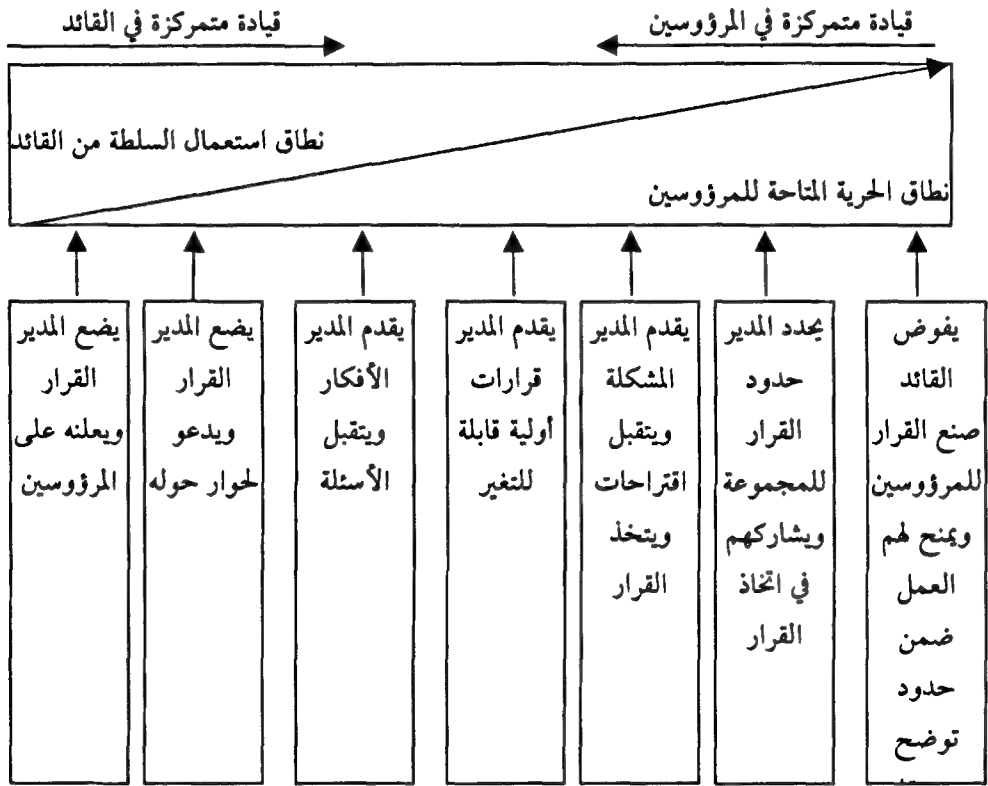 قيادة متمركزة في المرؤوسين
قيادة متمركزة في القائد
نطاق استعمال السلطة من القائد
نطاق الحرية المتاحة للمرؤوسين
يفوض
القائد
صنع القرار
للمرؤوسين
ويمنح لهم
العمل
ضمن
حدود
توضح
يحدد المدير
حدود
القرار
للمجموعة
ويشاركهم
في اتخاذ
القرار
يقدم المدير
المشكلة
ويتقبل
اقتراحات
ويتخذ
القرار
يقدم المدير
قرارات
أولية قابلة
للتغير
يقدم المدير
الأفكار
ويتقبل
الأسئلة
يضع المدير
القرار
ويدعو
لحوار حوله
يضع المدير
القرار
ويعلنه على
المرؤوسين